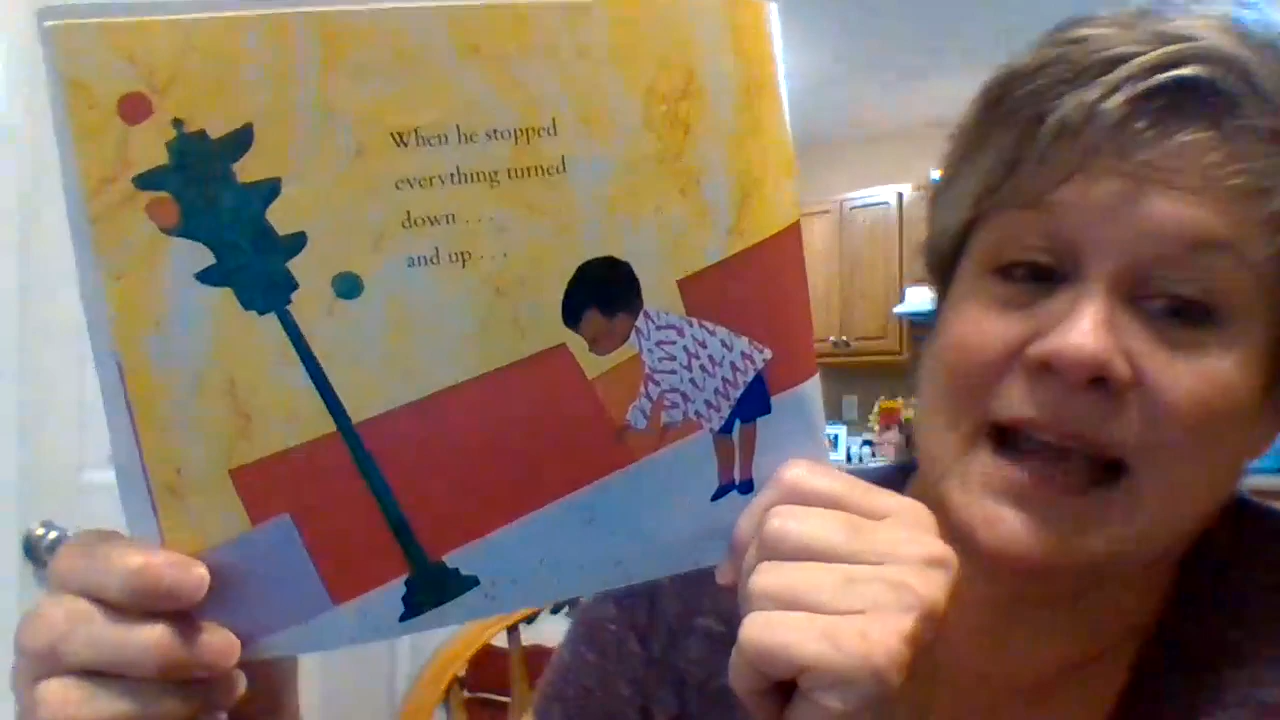 When he stopped
everything turned
down . . .
and up . . .